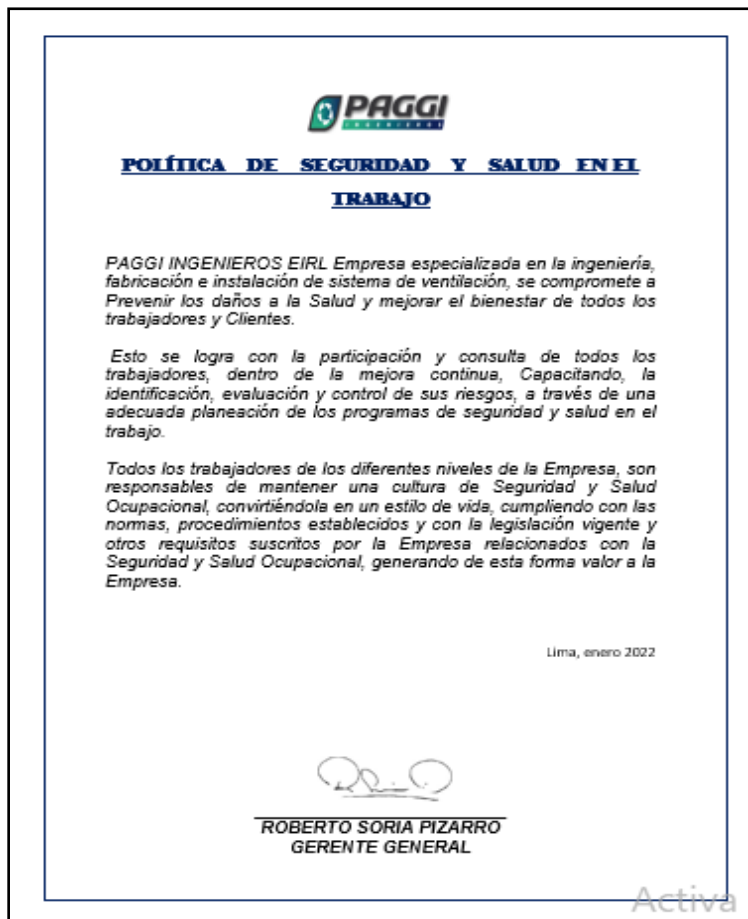 PAGGI
INGENIEROS
POLÍTICA DE SEGURIDAD Y SALUD EN EL
TRABAJO
PAGGI INGENIEROS EIRL Empresa especializada en la ingeniería,
fabricación e instalación de sistema de ventilación, se compromete a
Prevenir los daños a la Salud y mejorar el bienestar de todos los
trabajadores y Clientes.
Esto se logra con la participación y consulta de todos los
trabajadores, dentro de la mejora continua, Capacitando, la
identificación, evaluación y control de sus riesgos, a través de una
adecuada planeación de los programas de seguridad y salud en el
trabajo.
Todos los trabajadores de los diferentes niveles de la Empresa, son
responsables de mantener una cultura de Seguridad y Salud
Ocupacional, convirtiéndola en un estilo de vida, cumpliendo con las
normas, procedimientos establecidos y con la legislación vigente y
otros requisitos suscritos por la Empresa relacionados con la
Seguridad y Salud Ocupacional, generando de esta forma valor a la
Empresa.
Lima, enero 2022
ROBERTO SORIA PIZARRO
GERENTE GENERAL
Activa